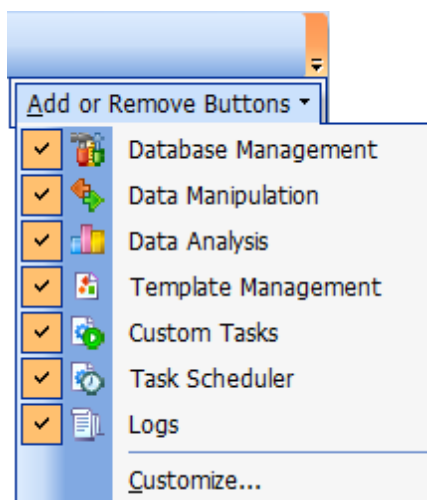 Add or Remove Buttons
Database Management
Data Manipulation
Data Analysis
Template Management
Custom Tasks
Task Scheduler
Logs
Customize...